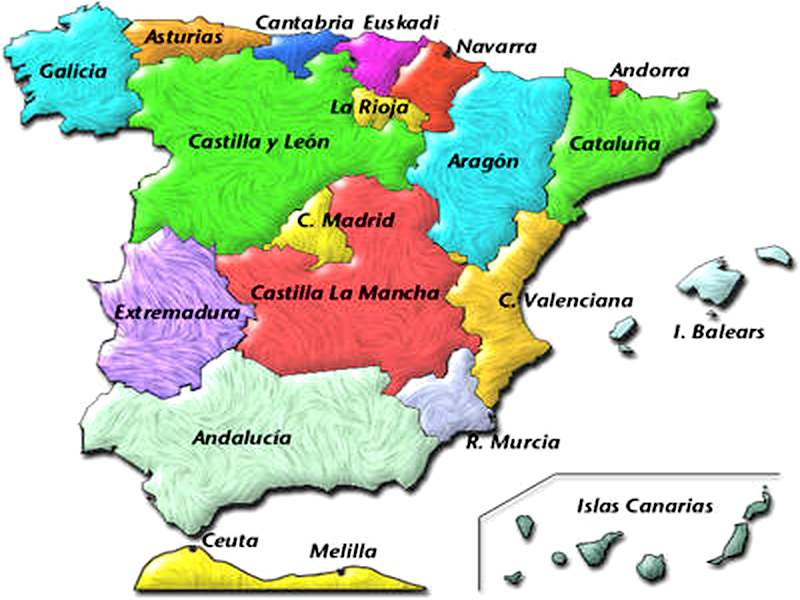 Cantabria Euskadi
Asturias
Navarra
Galicia
Andorra
La Rioja
Castilla y León
Aragôn
Cataluña
C. Madrid
Castilla La Mancha
C. Valenciana
Extremadura
I. Balears
Andalucía
R. Murcia
Islas Canarias
Ceuta
Melilla